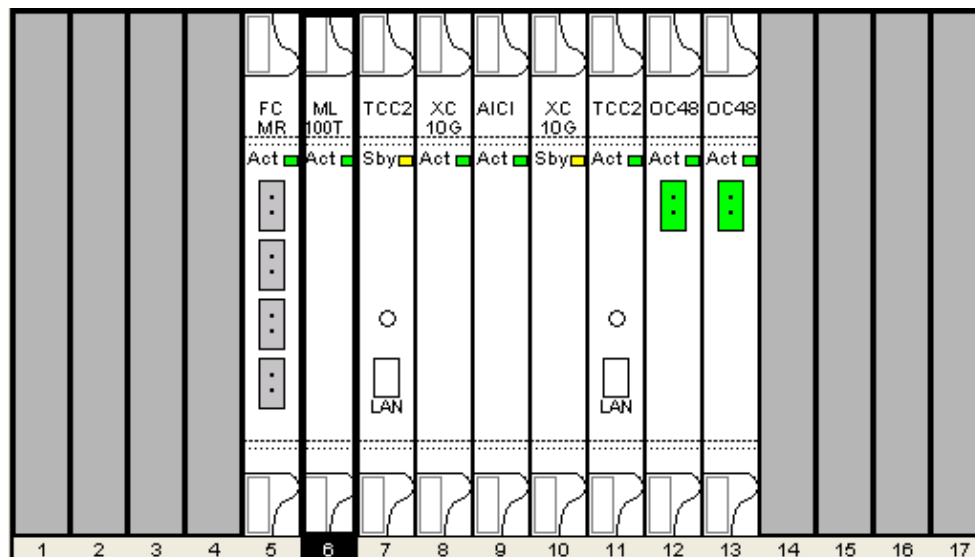 FC ML TCC2 XC AICI XC TCC2 OC48 OC48
MR 100T 10G 10G
Act Act Sby Act Act Sby Act Act Act
LAN LAN
1 2 3 4 5 6 7 8 9 10 11 12 13 14 15 16 17